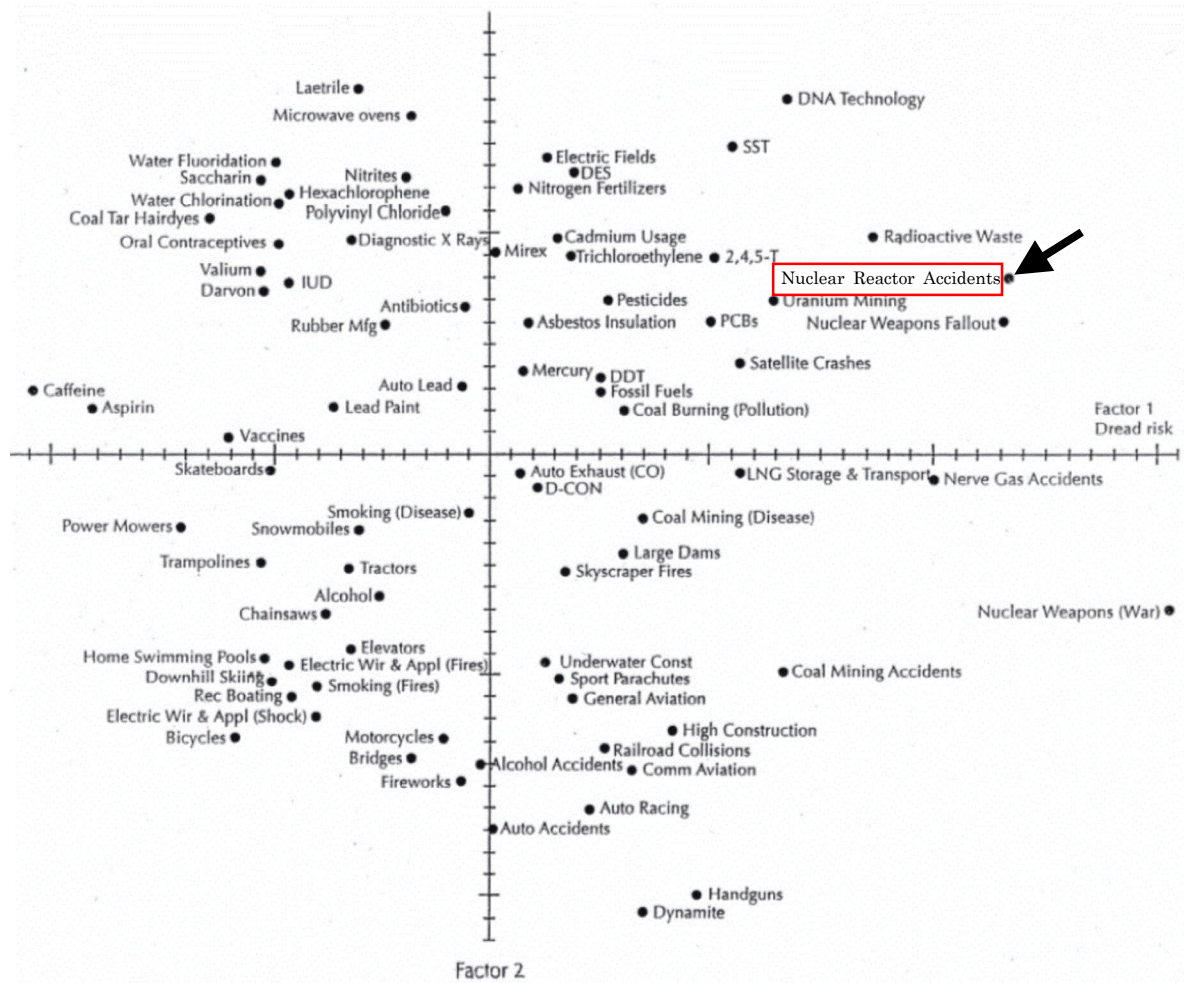 Laetrile
DNA Technology
Microwave ovens
SST
Electric Fields
Water Fluoridation
DES
Saccharin
Nitrites
Nitrogen Fertilizers
Hexachlorophene
Water Chlorination
Polyvinyl Chloride
Coal Tar Hairdyes
Cadmium Usage
Radioactive Waste
Oral Contraceptives
Diagnostic X Rays
Mirex
Trichloroethylene
2,4,5-T
Valium
Nuclear Reactor Accidents
IUD
Darvon
Pesticides
Uranium Mining
Antibiotics
Rubber Mfg
Asbestos Insulation
PCBs
Nuclear Weapons Fallout
Satellite Crashes
Mercury
DDT
Caffeine
Auto Lead
Fossil Fuels
Aspirin
Lead Paint
Coal Burning (Pollution)
Factor 1
Dread risk
Vaccines
Skateboards
Auto Exhaust (CO)
LNG Storage & Transport
Nerve Gas Accidents
D-CON
Smoking (Disease)
Coal Mining (Disease)
Power Mowers
Snowmobiles
Large Dams
Trampolines
Tractors
Skyscraper Fires
Alcohol
Chainsaws
Nuclear Weapons (War)
Elevators
Home Swimming Pools
Electric Wir & Appl (Fires)
Underwater Const
Downhill Skiing
Sport Parachutes
Coal Mining Accidents
Smoking (Fires)
Rec Boating
General Aviation
Electric Wir & Appl (Shock)
High Construction
Bicycles
Motorcycles
Railroad Collisions
Bridges
Alcohol Accidents
Comm Aviation
Fireworks
Auto Racing
Auto Accidents
Handguns
Dynamite
Factor 2